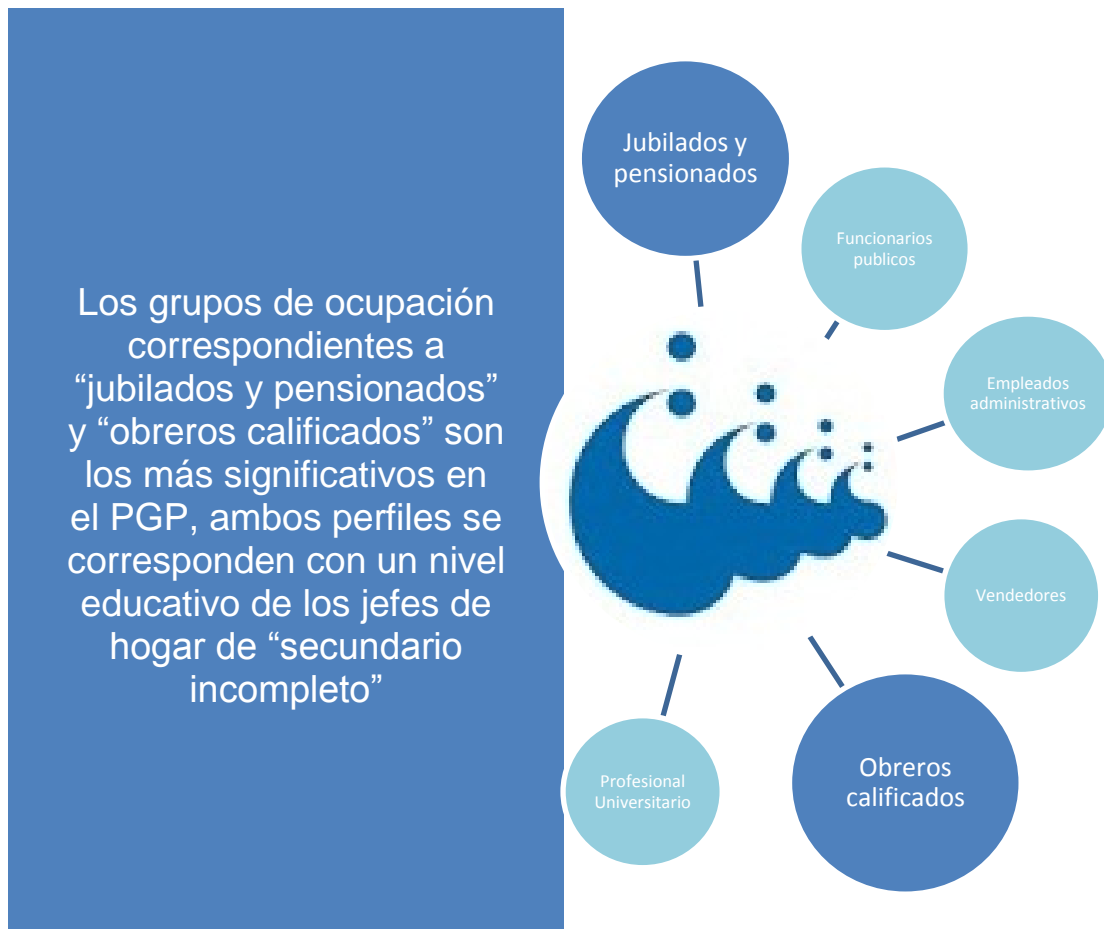 Los grupos de ocupación
correspondientes a
“jubilados y pensionados”
y “obreros calificados” son
los más significativos en
el PGP, ambos perfiles se
corresponden con un nivel
educativo de los jefes de
hogar de “secundario
incompleto”
Jubilados y
pensionados
Funcionarios
publicos
Empleados
administrativos
Vendedores
Obreros
calificados
Profesional
Universitario